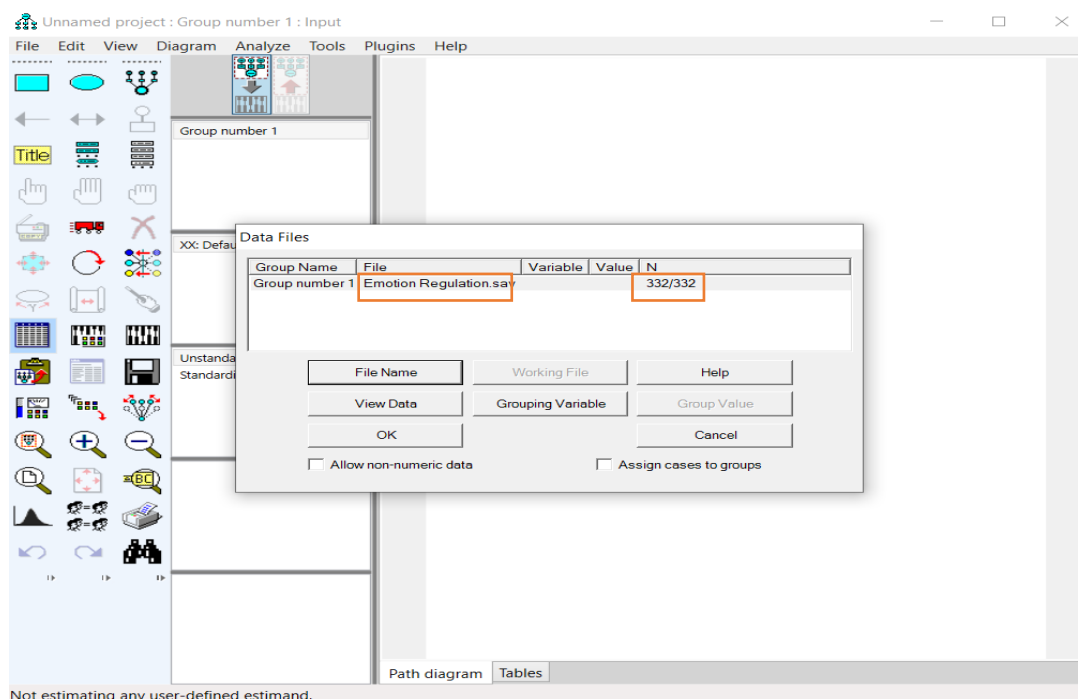 Unnamed project : Group number 1 : Input
File Edit View Diagram Analyze Tools Plugins Help
Title
Group number 1
XX: Defau
Unstanda
Standardi
Data Files
Group Name File Variable Value N
Group number 1 Emotion Regulation.sav 332/332
File Name Working File Help
View Data Grouping Variable Group Value
OK Cancel
Allow non-numeric data Assign cases to groups
Path diagram Tables
Not estimating any user-defined estimand.